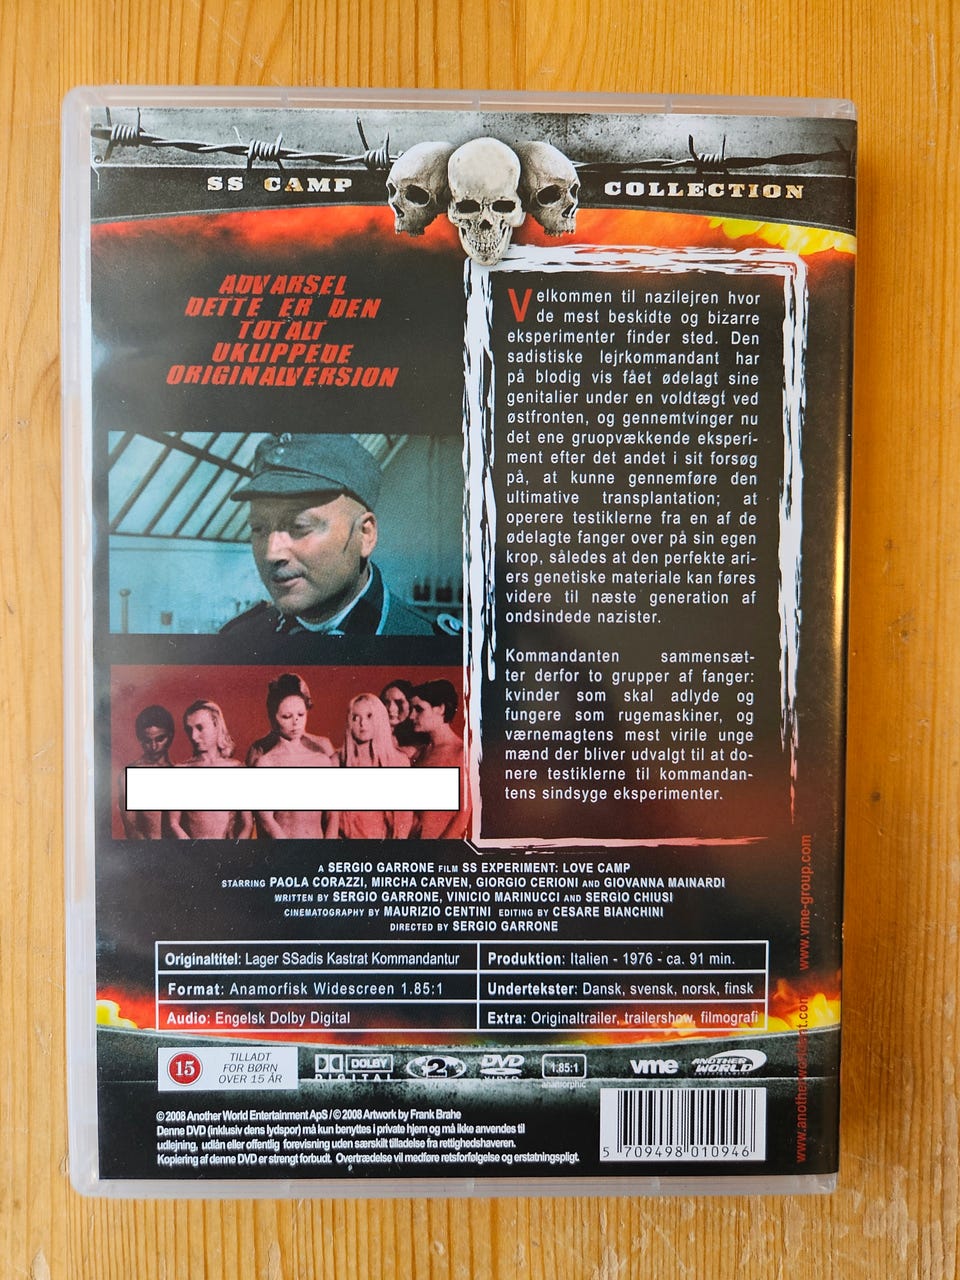 SS CAMP COLLECTION
ADVARSEL
DETTE ER DEN
TOTALT
UKLIPPEDE
ORIGINALVERSION
Velkommen til nazilejren hvor
de mest beskidte og bizarre
eksperimenter finder sted. Den
sadistiske lejrkommandant har
på blodig vis fået ødelagt sine
genitalier under en voldtægt ved
østfronten, og gennemtvinger nu
det ene gruopvækkende eksperi-
ment efter det andet i sit forsøg
på, at kunne gennemføre den
ultimative transplantation; at
operere testiklerne fra en af de
ødelagte fanger over på sin egen
krop, således at den perfekte ari-
ers genetiske materiale kan føres
videre til næste generation af
ondsindede nazister.
Kommandanten sammensæt-
ter derfor to grupper af fanger:
kvinder som skal adlyde og
fungere som rugemaskiner, og
værnemagtens mest virile unge
mænd der bliver udvalgt til at do-
nere testiklerne til kommandan-
tens sindsyge eksperimenter.
A SERGIO GARRONE FILM SS EXPERIMENT: LOVE CAMP
STARRING PAOLA CORAZZI, MIRCHA CARVEN, GIORGIO CERIONI AND GIOVANNA MAINARDI
WRITTEN BY SERGIO GARRONE, VINICIO MARINUCCI AND SERGIO CHIUSI
CINEMATOGRAPHY BY MAURIZIO CENTINI EDITING BY CESARE BIANCHINI
DIRECTED BY SERGIO GARRONE
Originaltitel: Lager SSadis Kastrat Kommandantur
Produktion: Italien - 1976 - ca. 91 min.
Format: Anamorfisk Widescreen 1.85:1
Undertekster: Dansk, svensk, norsk, finsk
Audio: Engelsk Dolby Digital
Extra: Originaltrailer, trailershow, filmografi
15
TILLADT
FOR BØRN
OVER 15 ÅR
DOLBY
DIGITAL
2
DVD
VIDEO
1.85:1
anamorphic
vme
ANOTHER
WORLD
ENTERTAINMENT
© 2008 Another World Entertainment ApS / © 2008 Artwork by Frank Brahe
Denne DVD (inklusiv dens lydspor) må kun benyttes i private hjem og må ikke anvendes til
udlejning, udlån eller offentlig forevisning uden særskilt tilladelse fra rettighedshaveren.
Kopiering af denne DVD er strengt forbudt. Overtrædelse vil medføre retsforfølgelse og erstatningspligt.
5 709498 010946
www.vme-group.com